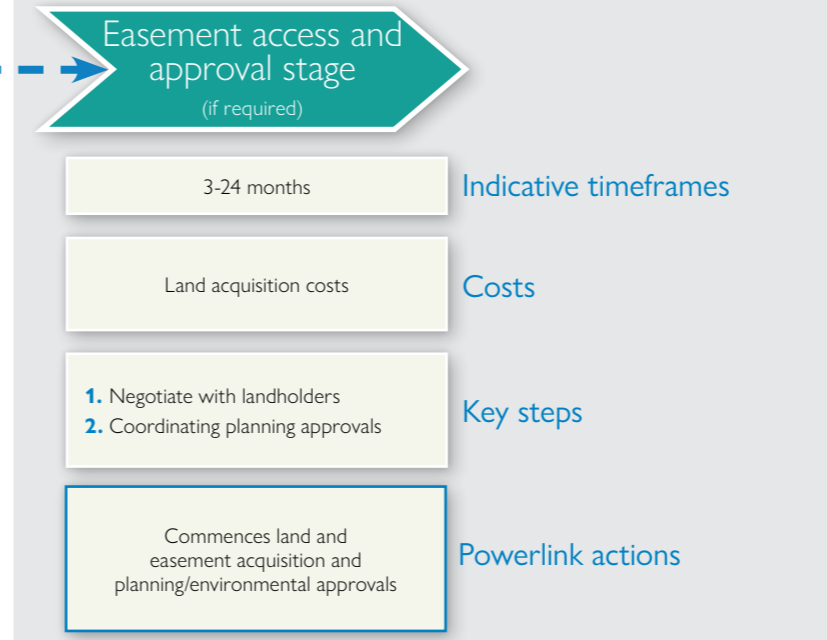 Easement access and
approval stage
(if required)
3-24 months
Indicative timeframes
Land acquisition costs
Costs
1. Negotiate with landholders
2. Coordinating planning approvals
Key steps
Commences land and
easement acquisition and
planning/environmental approvals
Powerlink actions